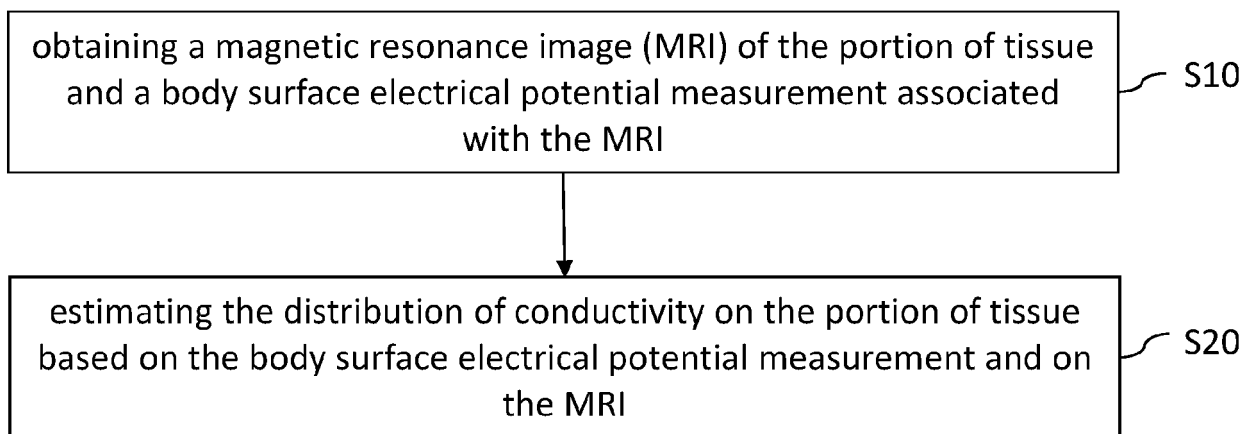 obtaining a magnetic resonance image (MRI) of the portion of tissue
and a body surface electrical potential measurement associated
with the MRI
S10
estimating the distribution of conductivity on the portion of tissue
based on the body surface electrical potential measurement and on
the MRI
S20